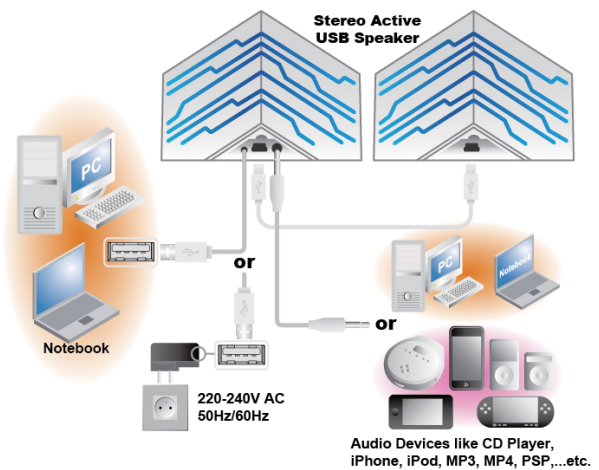 Stereo Active
USB Speaker
PC
or
PC
Notebook
or
Notebook
220-240V AC
50Hz/60Hz
Audio Devices like CD Player,
iPhone, iPod, MP3, MP4, PSP,...etc.